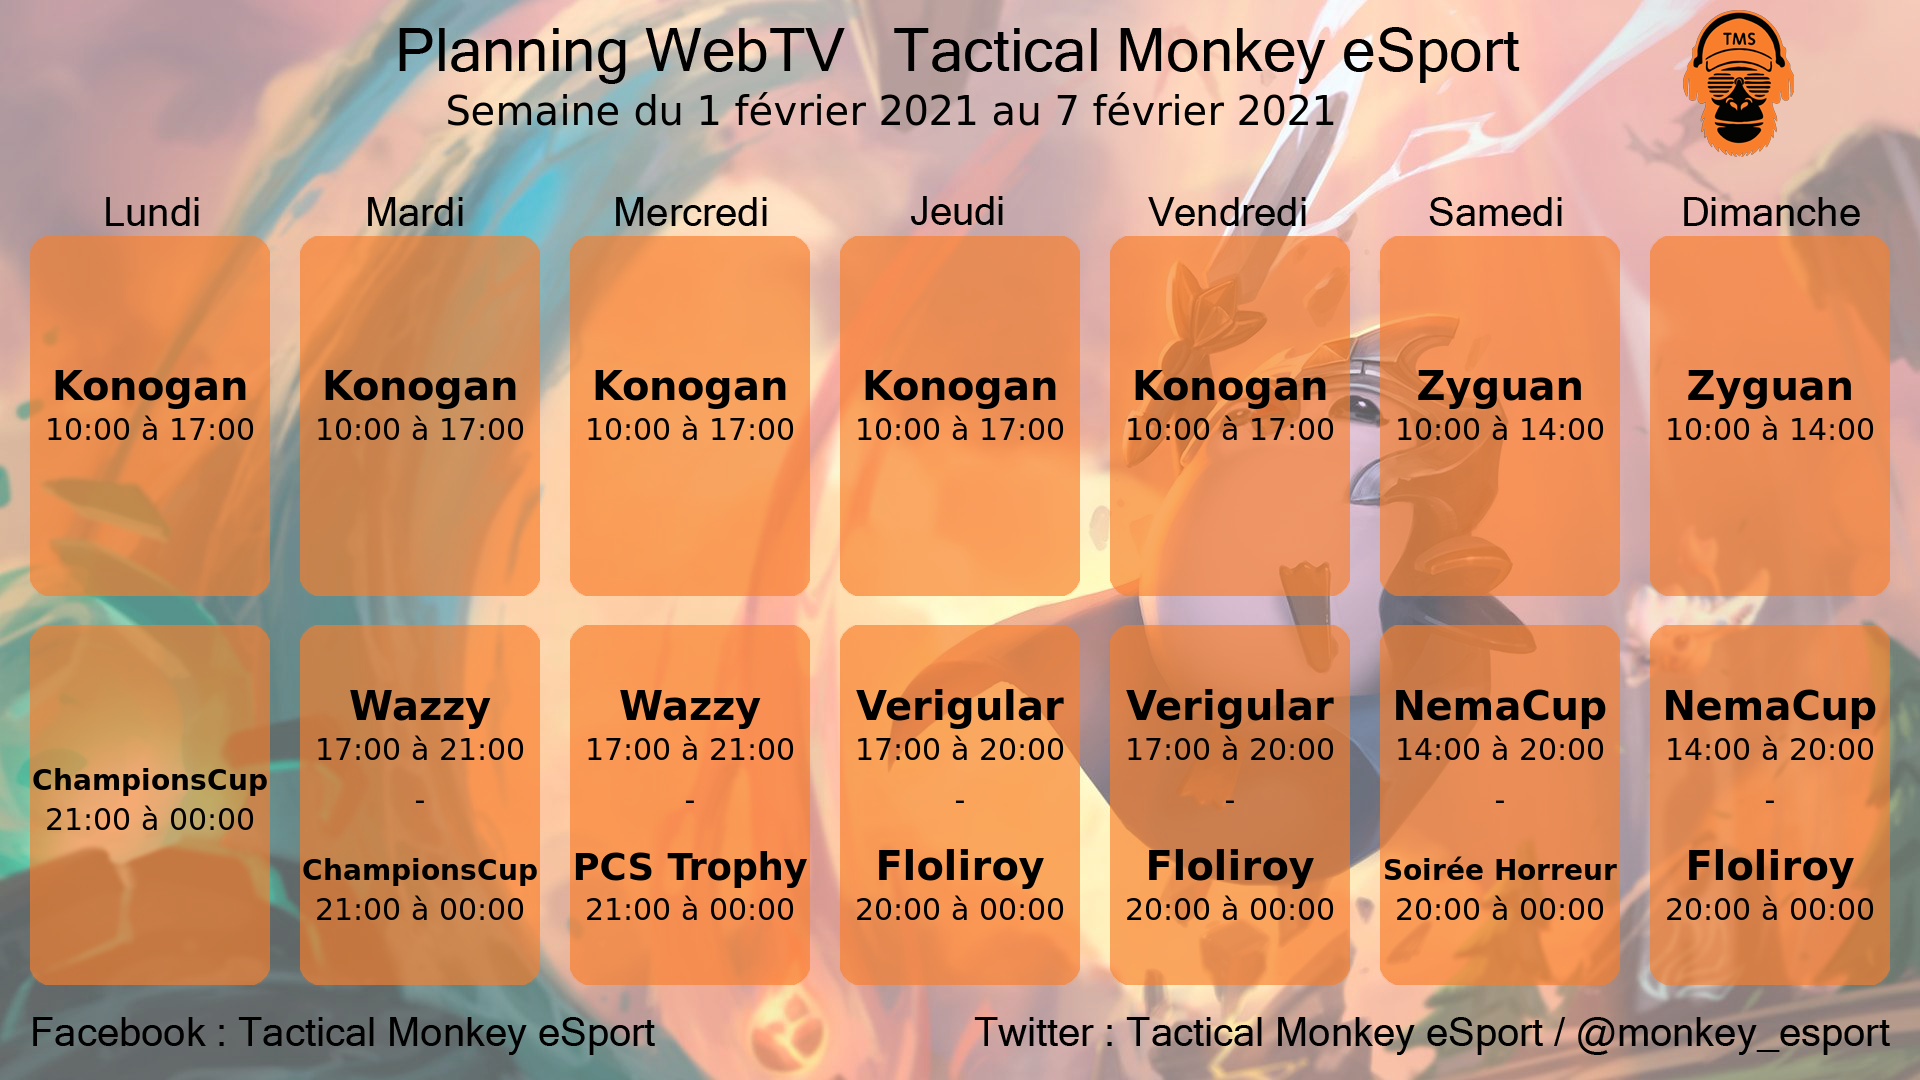 Planning WebTV   Tactical Monkey eSport
TMS
Semaine du 1 février 2021 au 7 février 2021
Lundi
Mardi
Mercredi
Jeudi
Vendredi
Samedi
Dimanche
Konogan
10:00 à 17:00
Konogan
10:00 à 17:00
Konogan
10:00 à 17:00
Konogan
10:00 à 17:00
Konogan
10:00 à 17:00
Zyguan
10:00 à 14:00
Zyguan
10:00 à 14:00
ChampionsCup
21:00 à 00:00
Wazzy
17:00 à 21:00
-
ChampionsCup
21:00 à 00:00
Wazzy
17:00 à 21:00
-
PCS Trophy
21:00 à 00:00
Verigular
17:00 à 20:00
-
Floliroy
20:00 à 00:00
Verigular
17:00 à 20:00
-
Floliroy
20:00 à 00:00
NemaCup
14:00 à 20:00
-
Soirée Horreur
20:00 à 00:00
NemaCup
14:00 à 20:00
-
Floliroy
20:00 à 00:00
Facebook : Tactical Monkey eSport
Twitter : Tactical Monkey eSport / @monkey_esport